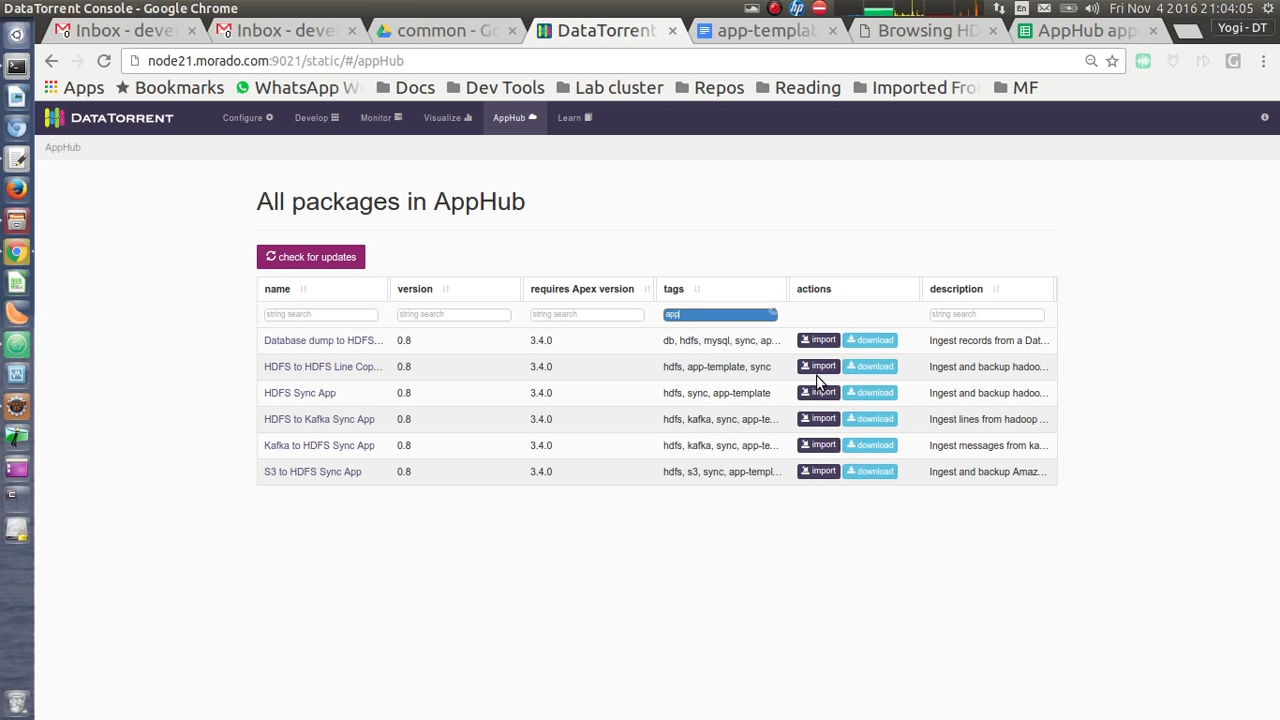 DataTorrent Console - Google Chrome
Fri Nov 4 2016 21:04:05
En
Inbox - deve
Inbox - deve
common - Go
DataTorrent
app-templat
Browsing HD
AppHub app
Yogi - DT
node21.morado.com:9021/static/#/appHub
Apps
Bookmarks
WhatsApp W
Docs
Dev Tools
Lab cluster
Repos
Reading
Imported Fro
MF
DATATORRENT
Configure
Develop
Monitor
Visualize
AppHub
Learn
AppHub
All packages in AppHub
check for updates
name version requires Apex version tags actions description
string search string search string search app string search
Database dump to HDFS... 0.8 3.4.0 db, hdfs, mysql, sync, ap... import download Ingest records from a Dat...
HDFS to HDFS Line Cop... 0.8 3.4.0 hdfs, app-template, sync import download Ingest and backup hadoo...
HDFS Sync App 0.8 3.4.0 hdfs, sync, app-template import download Ingest and backup hadoo...
HDFS to Kafka Sync App 0.8 3.4.0 hdfs, kafka, sync, app-te... import download Ingest lines from hadoop ...
Kafka to HDFS Sync App 0.8 3.4.0 hdfs, kafka, sync, app-te... import download Ingest messages from ka...
S3 to HDFS Sync App 0.8 3.4.0 hdfs, s3, sync, app-templ... import download Ingest and backup Amaz...